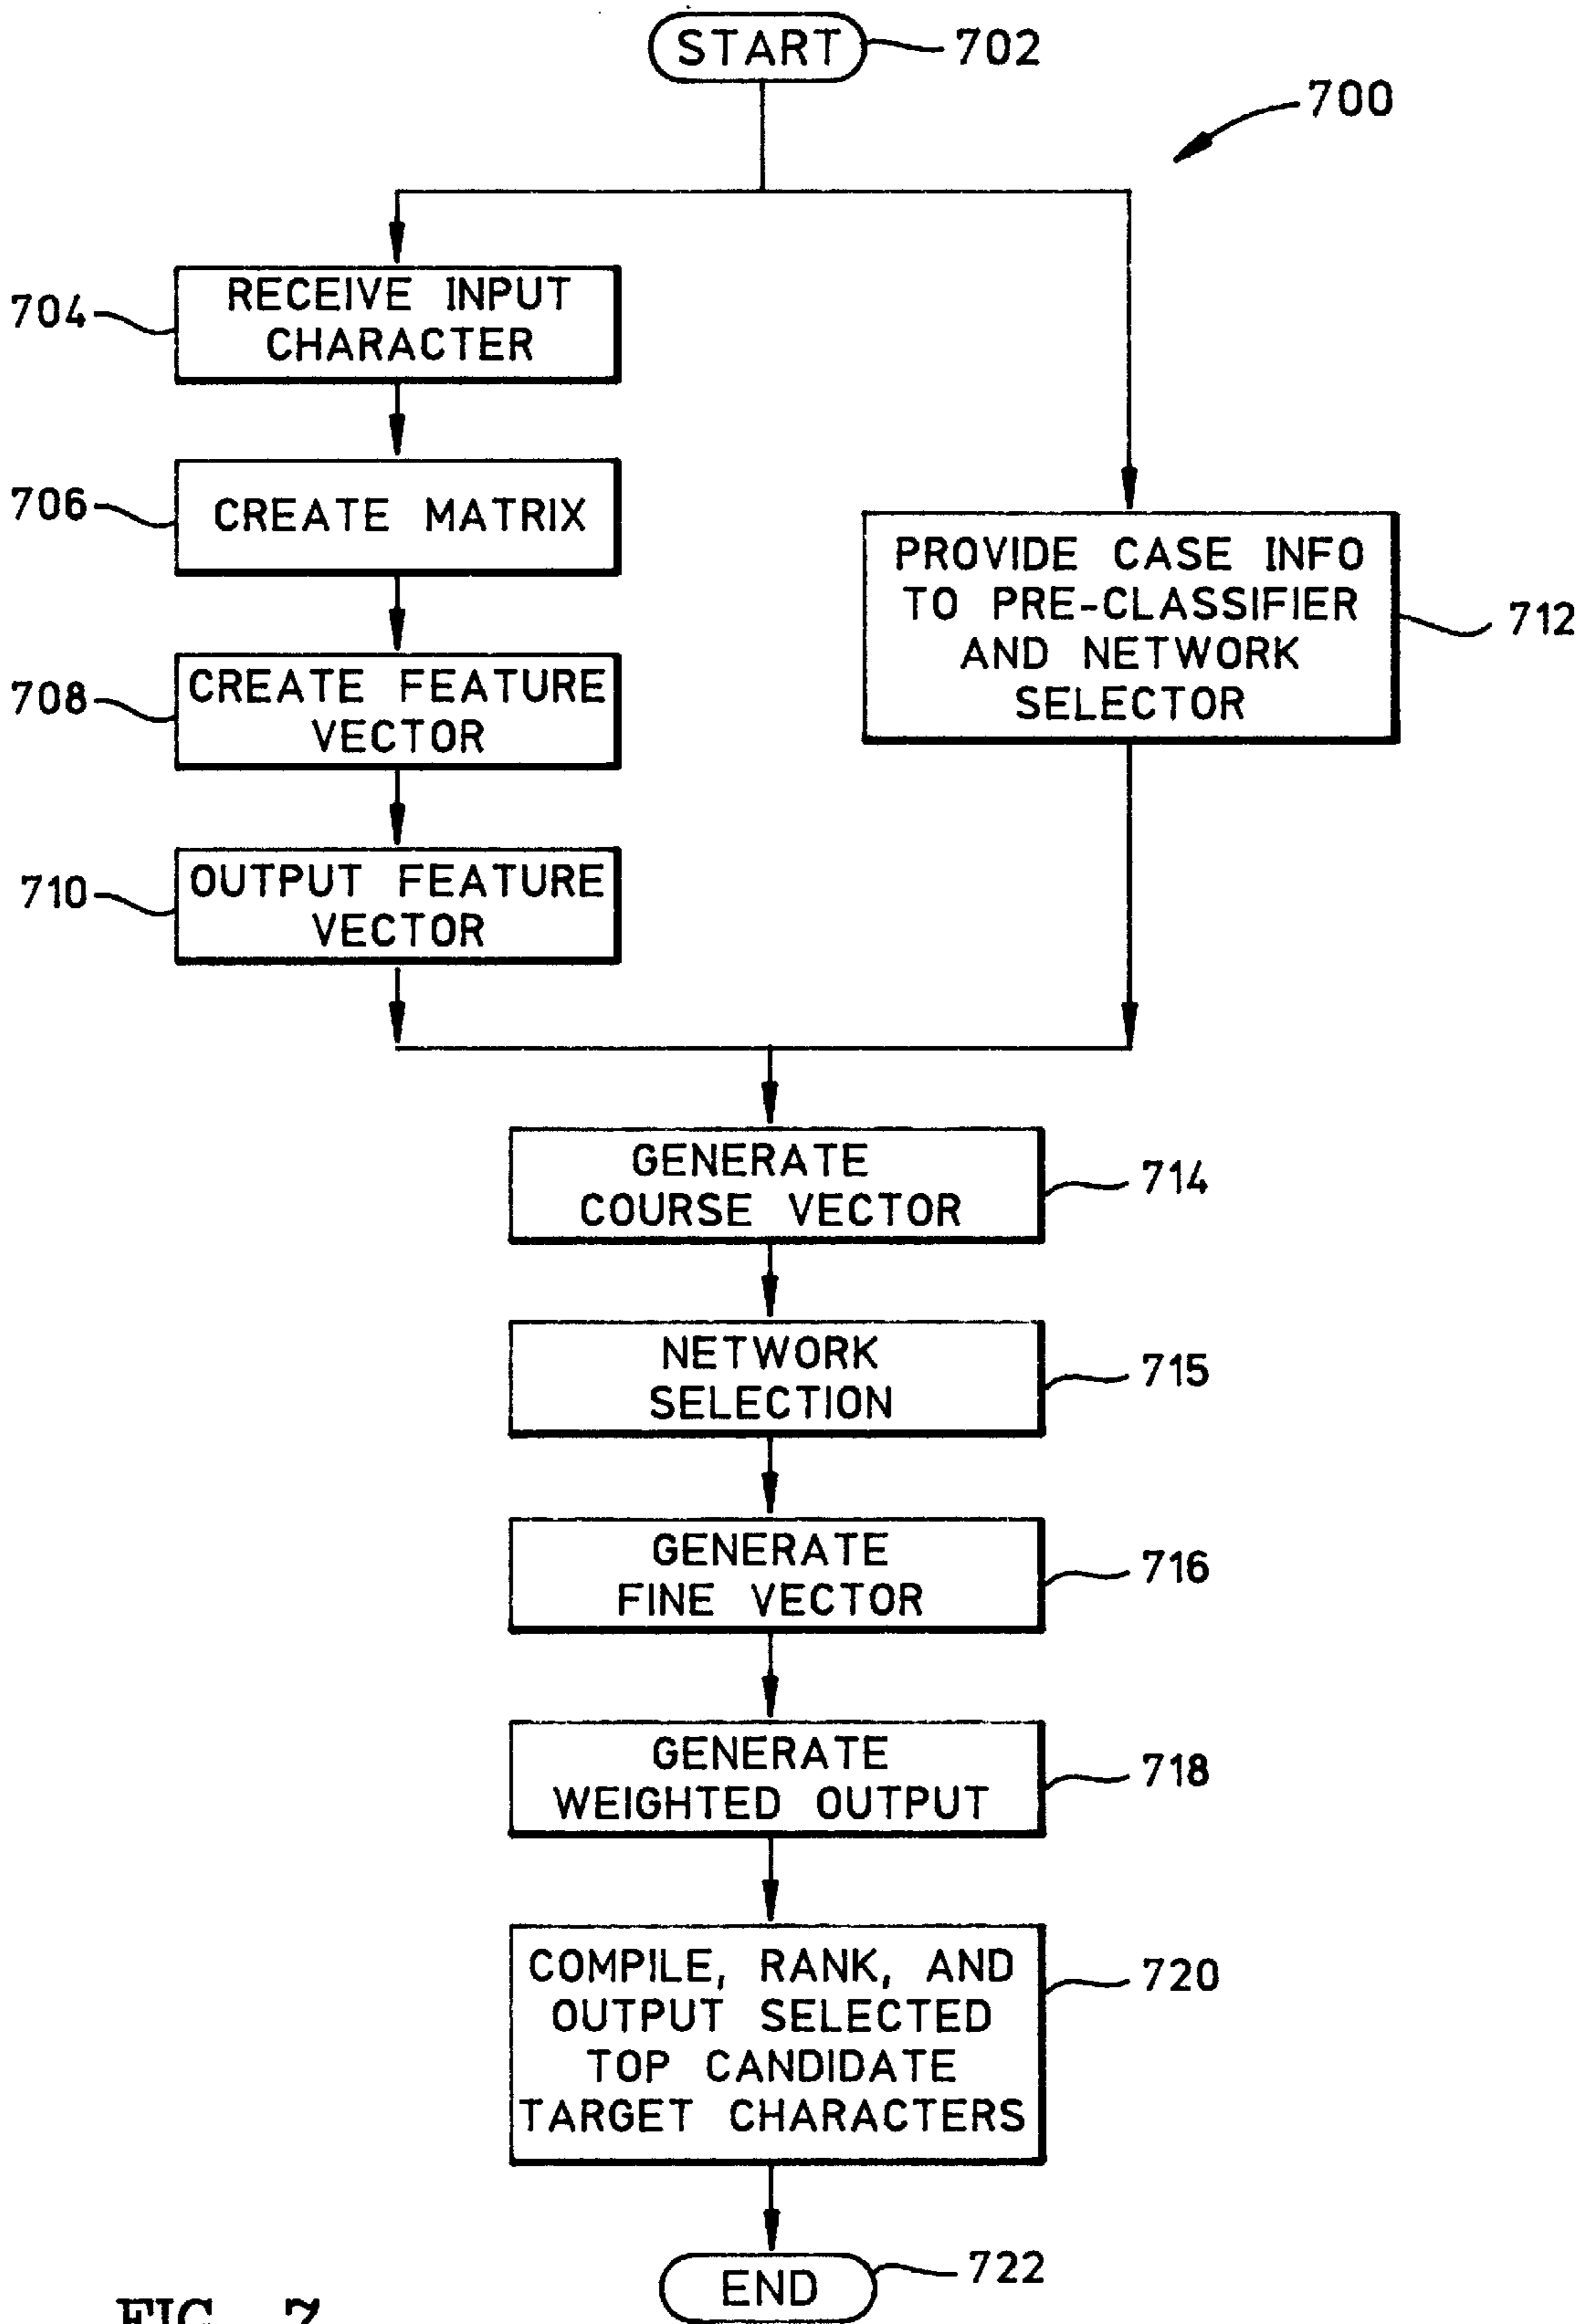 START
702
700
704
RECEIVE INPUT
CHARACTER
706
CREATE MATRIX
708
CREATE FEATURE
VECTOR
710
OUTPUT FEATURE
VECTOR
PROVIDE CASE INFO
TO PRE-CLASSIFIER
AND NETWORK
SELECTOR
712
GENERATE
COURSE VECTOR
714
NETWORK
SELECTION
715
GENERATE
FINE VECTOR
716
GENERATE
WEIGHTED OUTPUT
718
COMPILE, RANK, AND
OUTPUT SELECTED
TOP CANDIDATE
TARGET CHARACTERS
720
END
722
FIG. 7